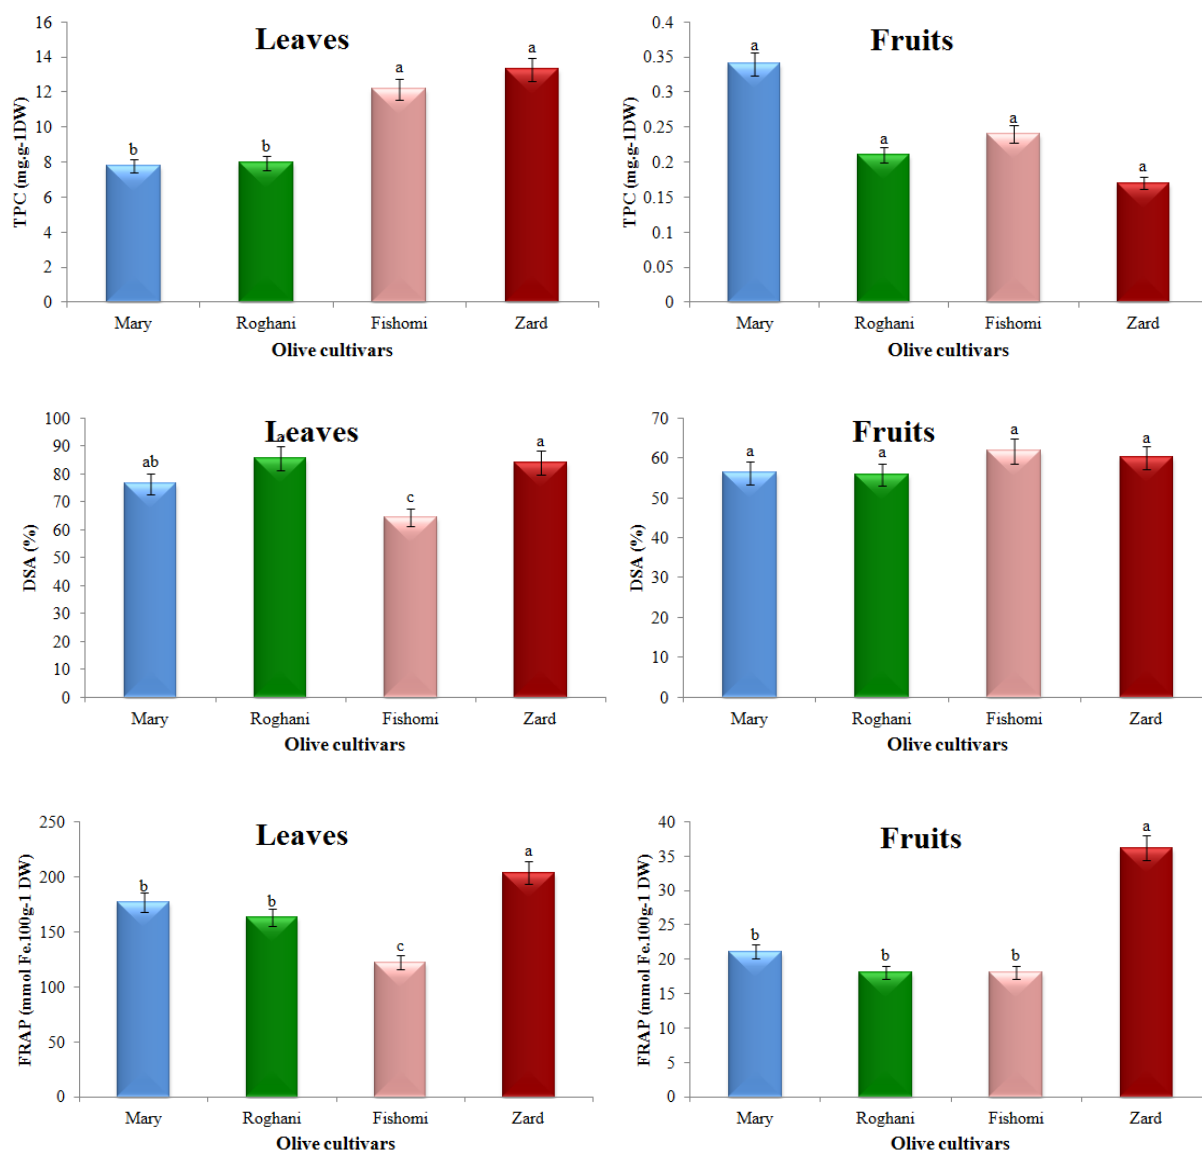 Leaves
TPC (mg.g-1DW)
16
14
12
10
8
6
4
2
0
b
b
a
a
Mary Roghani Fishomi Zard
Olive cultivars
Fruits
TPC (mg.g-1DW)
0.4
0.35
0.3
0.25
0.2
0.15
0.1
0.05
0
a
a
a
a
Mary Roghani Fishomi Zard
Olive cultivars
Leaves
DSA (%)
100
90
80
70
60
50
40
30
20
10
0
ab
a
c
a
Mary Roghani Fishomi Zard
Olive cultivars
Fruits
DSA (%)
70
60
50
40
30
20
10
0
a
a
a
a
Mary Roghani Fishomi Zard
Olive cultivars
Leaves
FRAP (mmol Fe.100g-1 DW)
250
200
150
100
50
0
b
b
c
a
Mary Roghani Fishomi Zard
Olive cultivars
Fruits
FRAP (mmol Fe.100g-1 DW)
40
35
30
25
20
15
10
5
0
b
b
b
a
Mary Roghani Fishomi Zard
Olive cultivars